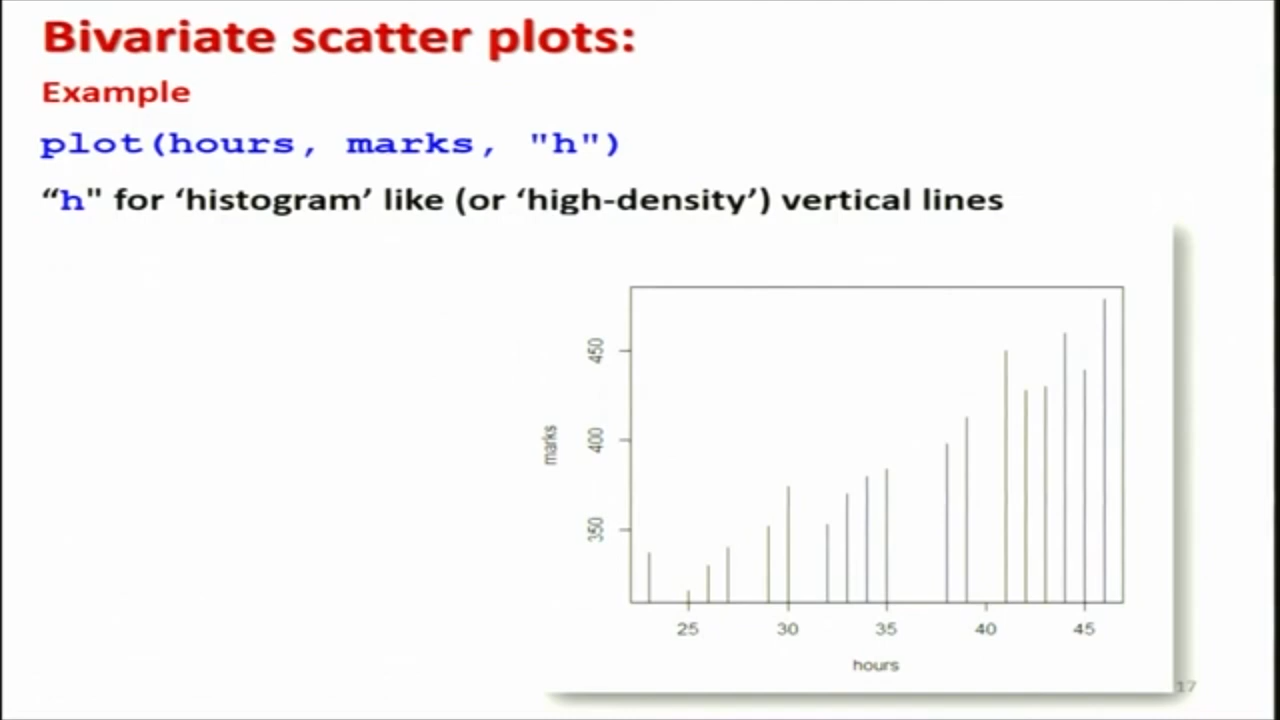 Bivariate scatter plots:
Example
plot(hours, marks, "h")
“h" for ‘histogram’ like (or ‘high-density’) vertical lines
450
400
350
marks
25 30 35 40 45
hours
17